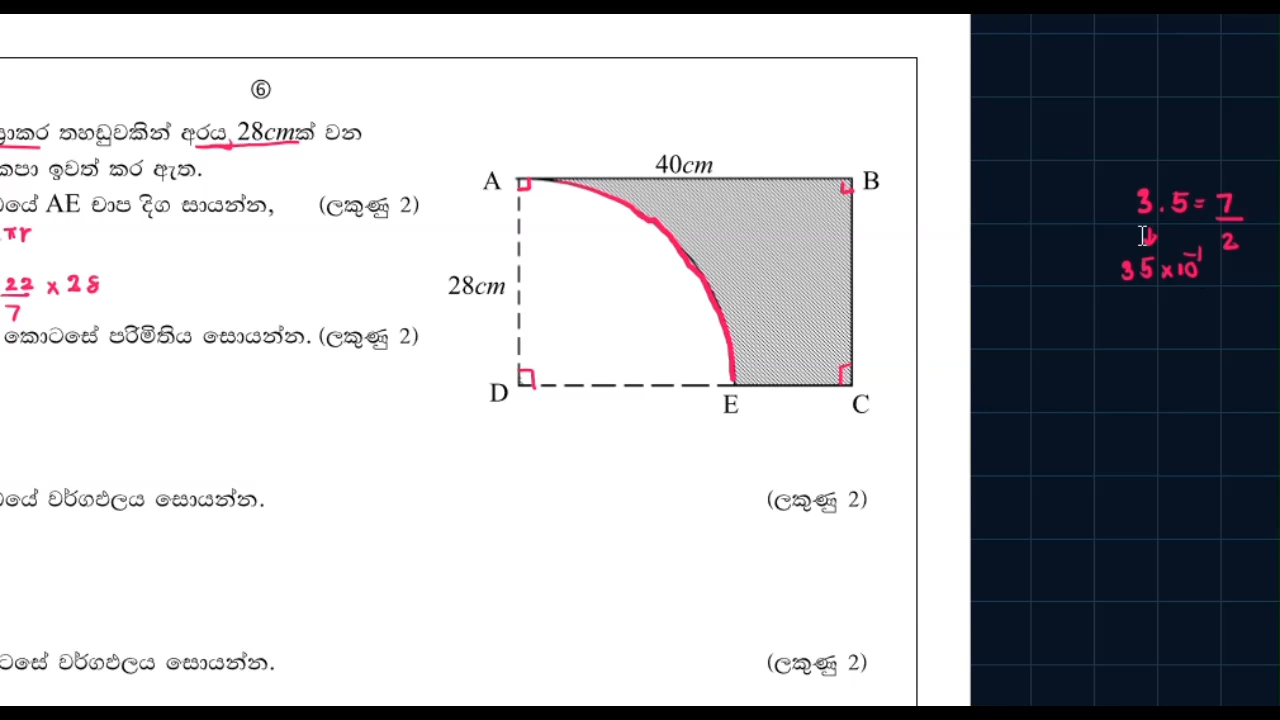 ⑥
තහඩුවකින් අරය 28cmක් වන
කපා ඉවත් කර ඇත.
AE චාප දිග සායන්න, (ලකුණු 2)
πr
22/7 × 28
කොටසේ පරිමිතිය සොයන්න. (ලකුණු 2)
40cm
A
B
28cm
D
E
C
3.5 = 7/2
35×10⁻¹
වර්ගඵලය සොයන්න. (ලකුණු 2)
වර්ගඵලය සොයන්න. (ලකුණු 2)